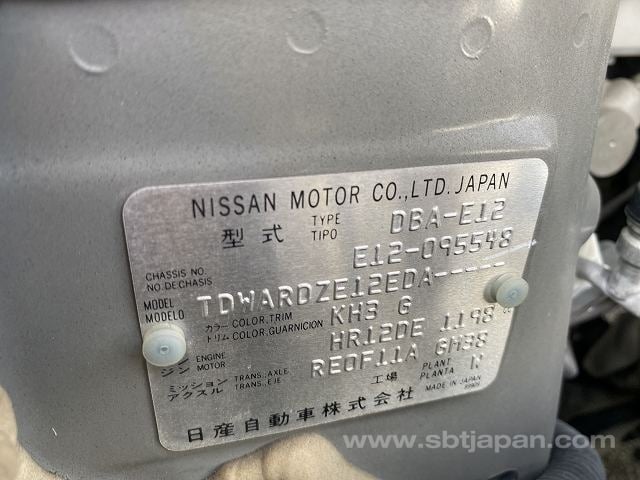 NISSAN MOTOR CO.,LTD. JAPAN
型式 TYPE TIPO DBA-E12
CHASSIS NO. NO.DE CHASIS E12-095548
MODEL MODELO TDWARDZE12EDA-----
カラー トリム COLOR,TRIM COLOR,GUARNICION KH3 G
ジン ENGINE MOTOR HR12DE 1198 cc
ミッション アクスル TRANS.,AXLE TRANS.,EJE RE0F11A GH38
工場 PLANT PLANTA N
日産自動車株式会社 MADE IN JAPAN
www.sbtjapan.com